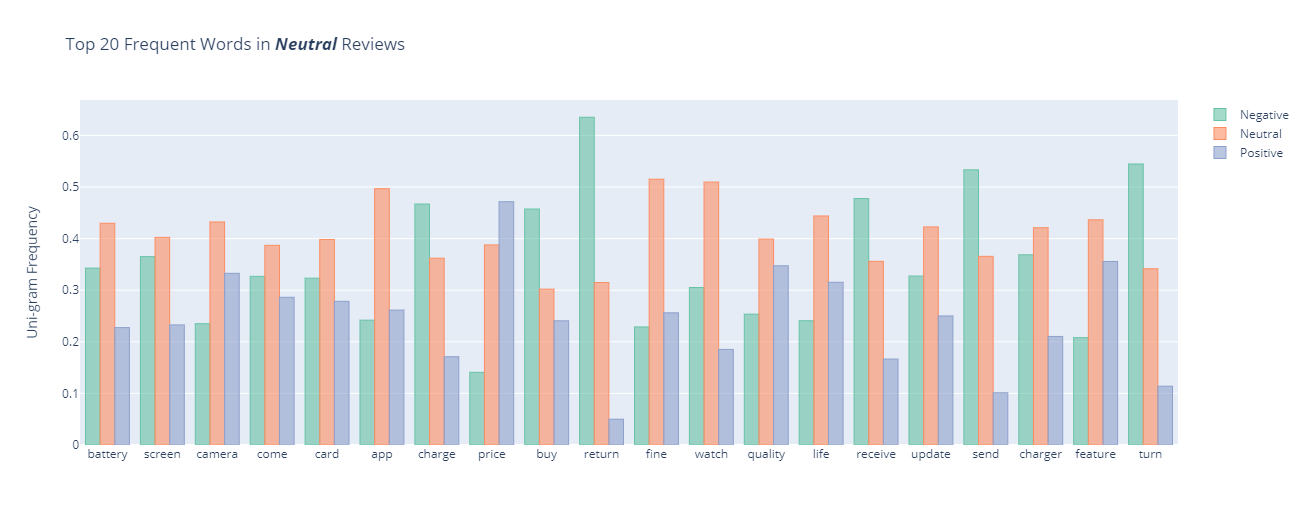 Top 20 Frequent Words in Neutral Reviews
Negative
Neutral
Positive
Uni-gram Frequency
0.6
0.5
0.4
0.3
0.2
0.1
0
battery screen camera come card app charge price buy return fine watch quality life receive update send charger feature turn